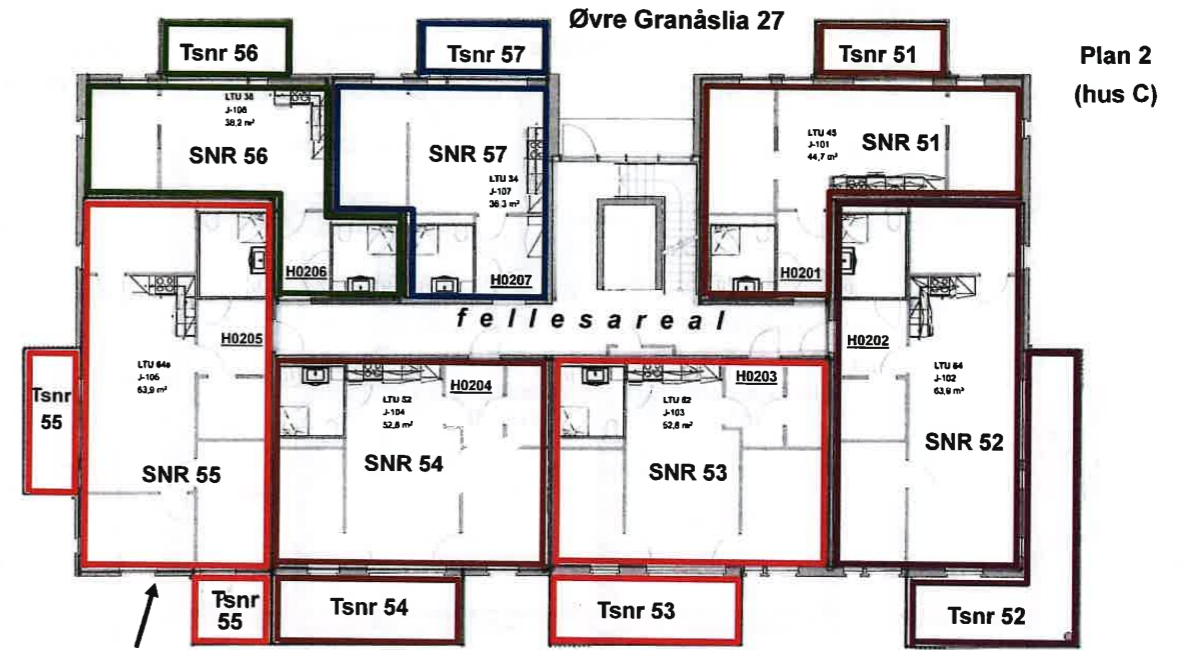 Øvre Granåslia 27
Plan 2
(hus C)
Tsnr 56
Tsnr 57
Tsnr 51
LTU 38
J-108
38,2 m²
SNR 56
SNR 57
LTU 34
J-107
36,3 m²
LTU 45
J-101
44,7 m²
SNR 51
H0206
H0207
H0201
fellesareal
H0205
H0204
H0203
H0202
Tsnr
55
LTU 64s
J-106
63,9 m²
SNR 55
LTU 52
J-104
52,8 m²
SNR 54
LTU 52
J-103
52,8 m²
SNR 53
LTU 64
J-102
63,9 m²
SNR 52
Tsnr
55
Tsnr 54
Tsnr 53
Tsnr 52